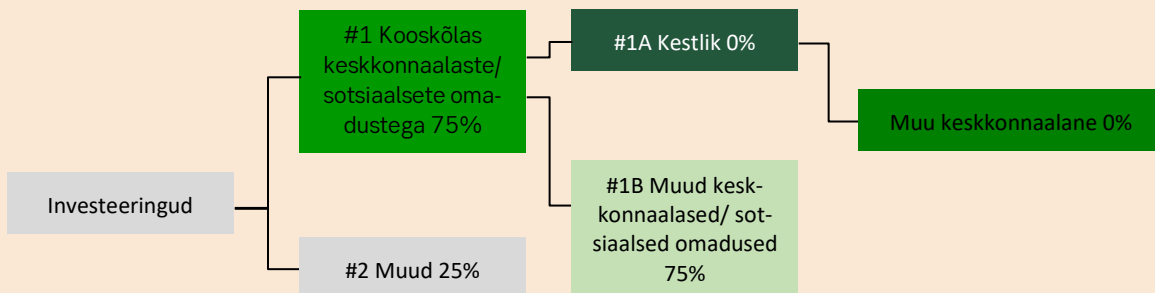 #1 Kooskõlas
keskkonnaalaste/
sotsiaalsete oma-
dustega 75%
#1A Kestlik 0%
Muu keskkonnaalane 0%
Investeeringud
#1B Muud kesk-
konnaalased/ sot-
siaalsed omadused
75%
#2 Muud 25%